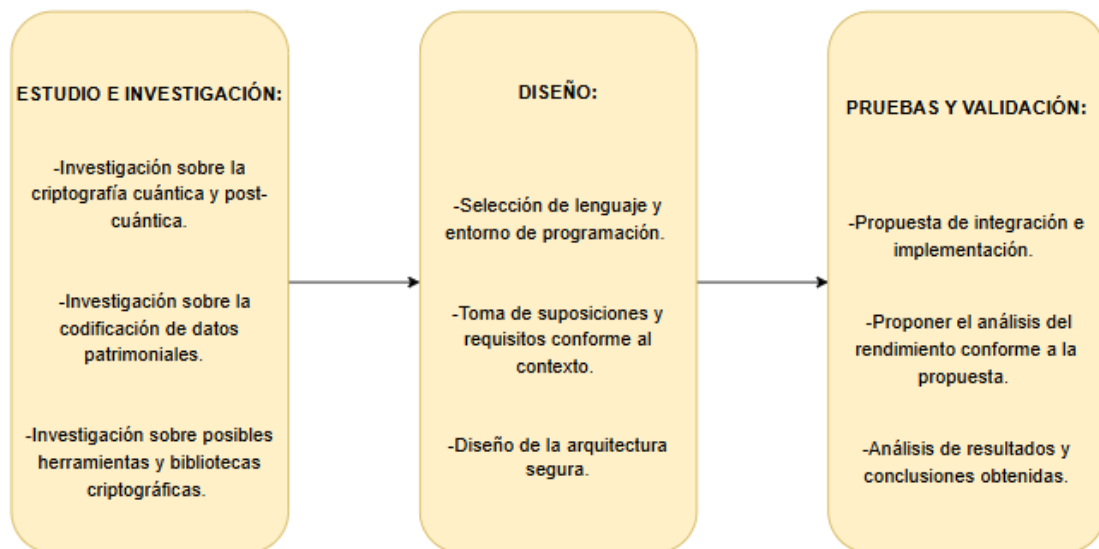 ESTUDIO E INVESTIGACIÓN:
-Investigación sobre la
criptografía cuántica y post-
cuántica.
-Investigación sobre la
codificación de datos
patrimoniales.
-Investigación sobre posibles
herramientas y bibliotecas
criptográficas.
DISEÑO:
-Selección de lenguaje y
entorno de programación.
-Toma de suposiciones y
requisitos conforme al
contexto.
-Diseño de la arquitectura
segura.
PRUEBAS Y VALIDACIÓN:
-Propuesta de integración e
implementación.
-Proponer el análisis del
rendimiento conforme a la
propuesta.
-Análisis de resultados y
conclusiones obtenidas.